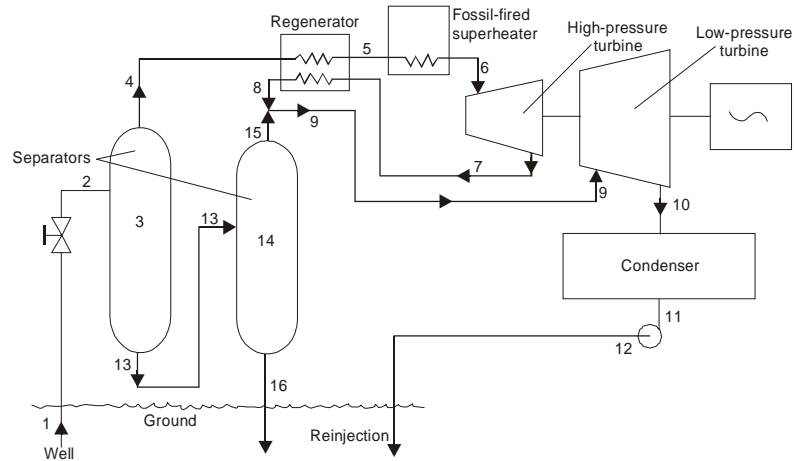 Regenerator
Fossil-fired
superheater
High-pressure
turbine
Low-pressure
turbine
4
5
6
8
15
9
7
9
10
Separators
2
3
13
14
Condenser
11
12
13
16
1
Ground
Reinjection
Well